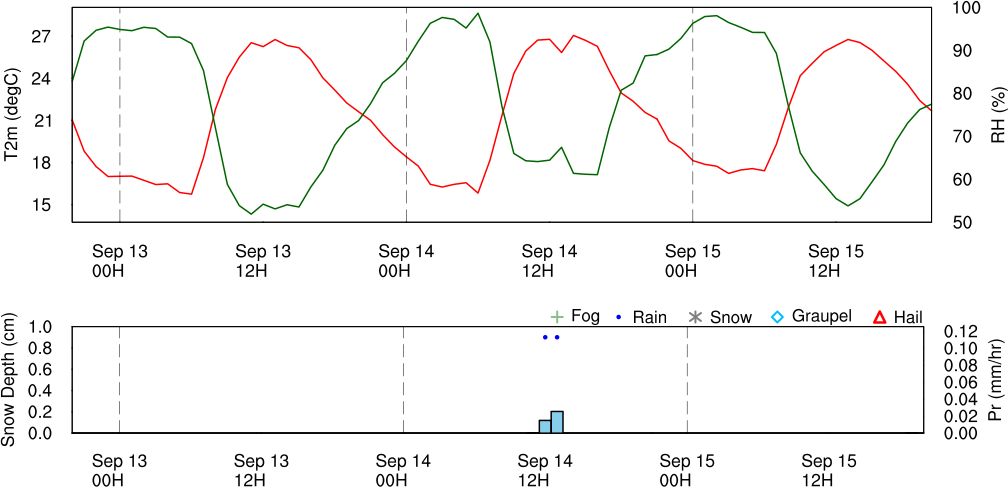 100
27
90
24
80
21
70
18
60
15
50
T2m (degC)
RH (%)
Sep 13 Sep 13 Sep 14 Sep 14 Sep 15 Sep 15
00H 12H 00H 12H 00H 12H
Fog Rain Snow Graupel Hail
1.0 0.12
0.8 0.10
0.08
0.6
0.06
0.4
0.04
0.2 0.02
0.0 0.00
Snow Depth (cm)
Pr (mm/hr)
Sep 13 Sep 13 Sep 14 Sep 14 Sep 15 Sep 15
00H 12H 00H 12H 00H 12H